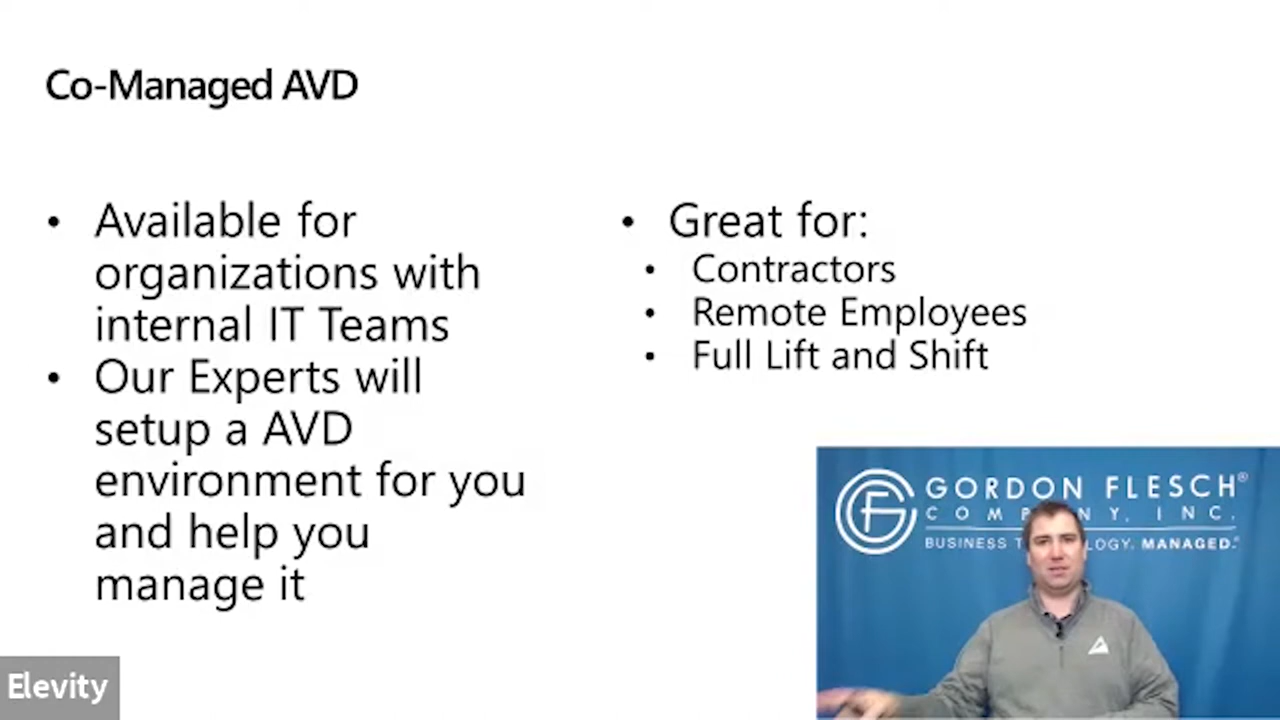 Co-Managed AVD
• Available for
organizations with
internal IT Teams
• Our Experts will
setup a AVD
environment for you
and help you
manage it
• Great for:
• Contractors
• Remote Employees
• Full Lift and Shift
GORDON FLESCH®
COMPANY, INC.
BUSINESS T LOGY. MANAGED.®
Elevity